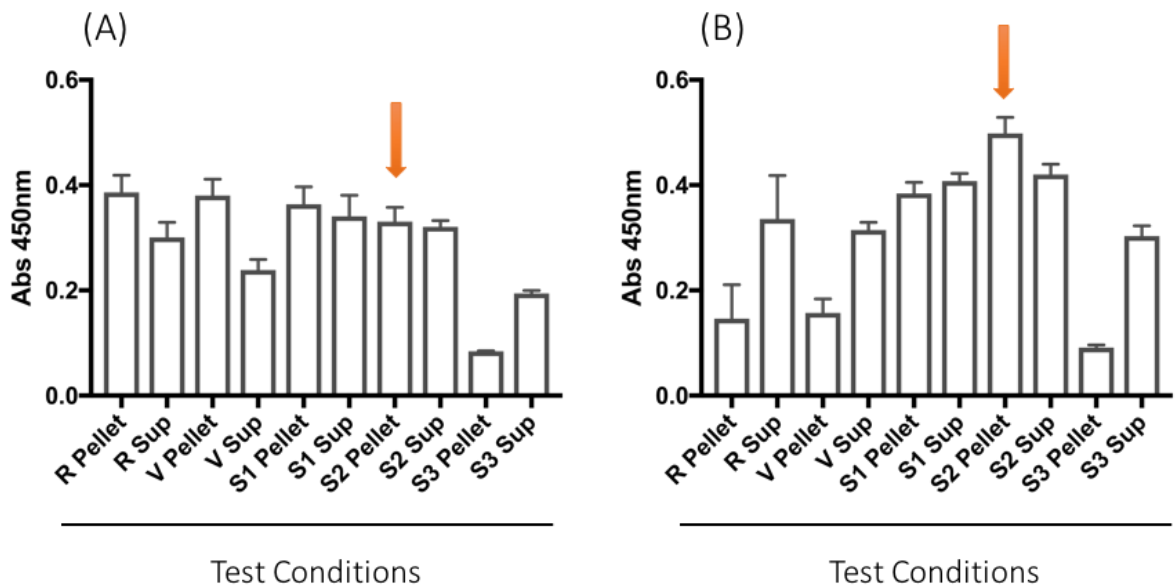 (A)
0.6
0.4
0.2
0.0
Abs 450nm
R Pellet
R Sup
V Pellet
V Sup
S1 Pellet
S1 Sup
S2 Pellet
S2 Sup
S3 Pellet
S3 Sup
Test Conditions
(B)
0.6
0.4
0.2
0.0
Abs 450nm
R Pellet
R Sup
V Pellet
V Sup
S1 Pellet
S1 Sup
S2 Pellet
S2 Sup
S3 Pellet
S3 Sup
Test Conditions